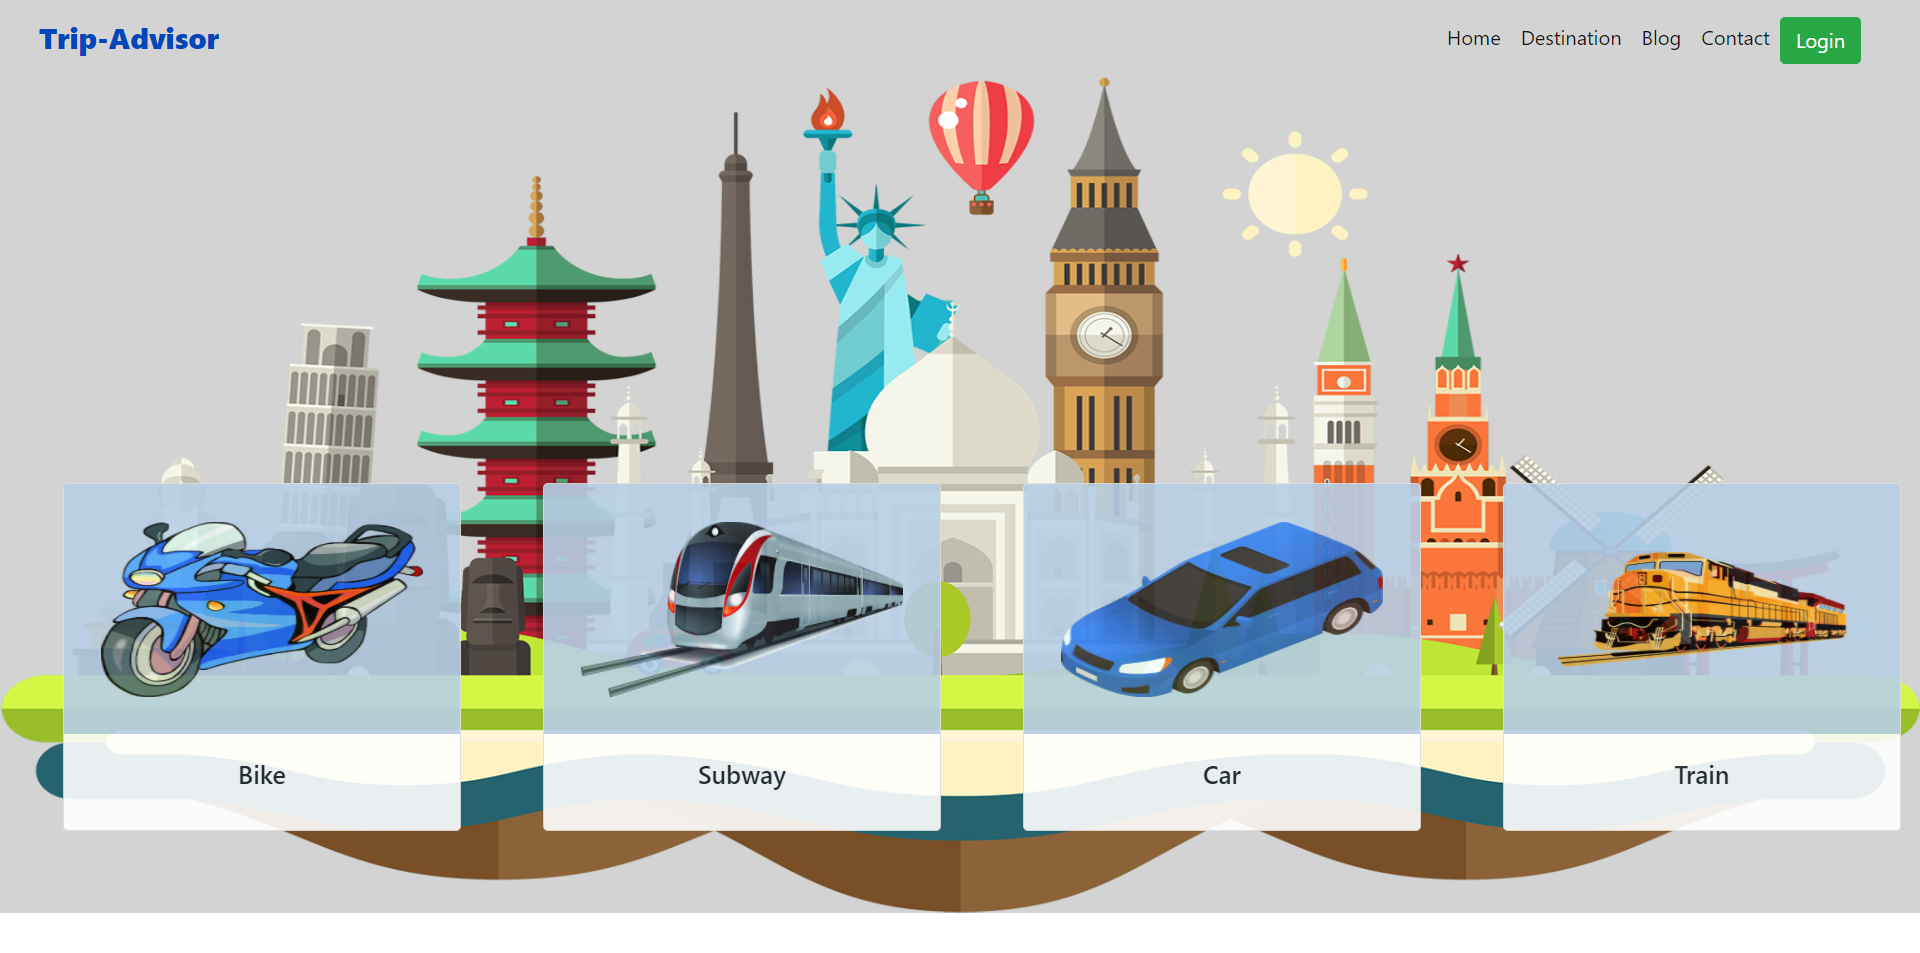 Trip-Advisor
Home Destination Blog Contact Login
Bike
Subway
Car
Train